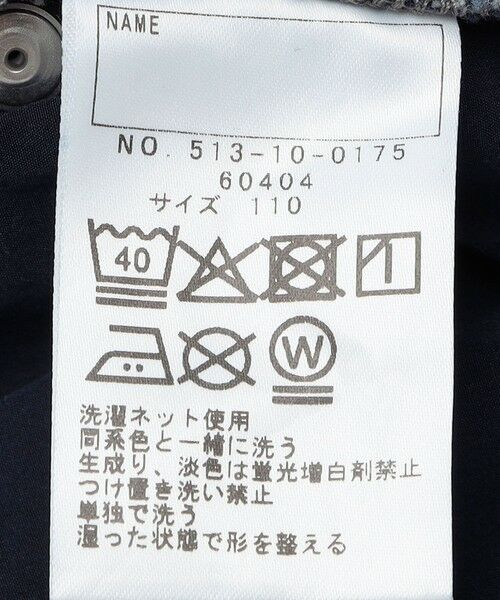 NAME
NO. 513-10-0175
60404
サイズ 110
40
W
洗濯ネット使用
同系色と一緒に洗う
生成り、淡色は蛍光増白剤禁止
つけ置き洗い禁止
単独で洗う
湿った状態で形を整える